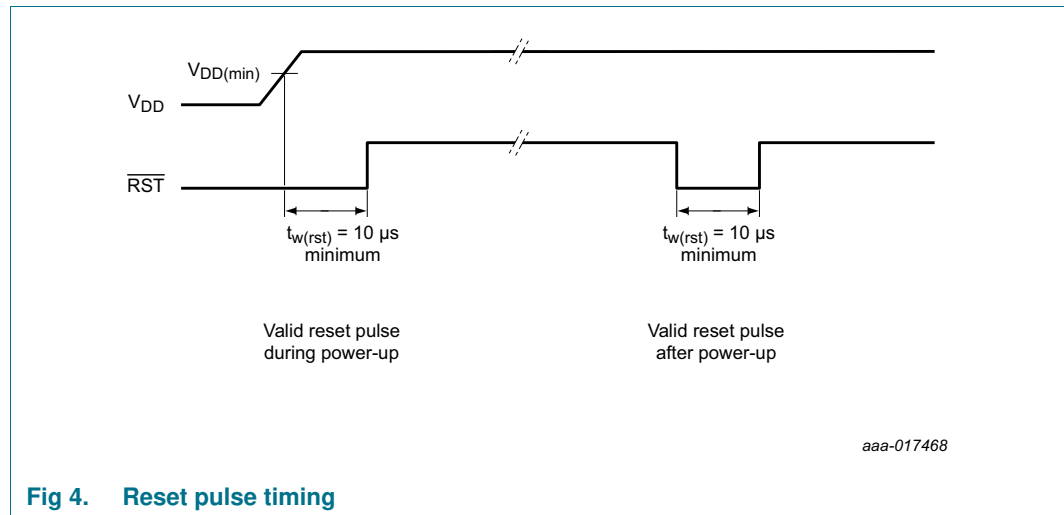 VDD(min)
VDD
RST
tw(rst) = 10 μs
minimum
tw(rst) = 10 μs
minimum
Valid reset pulse
during power-up
Valid reset pulse
after power-up
aaa-017468
Fig 4. Reset pulse timing